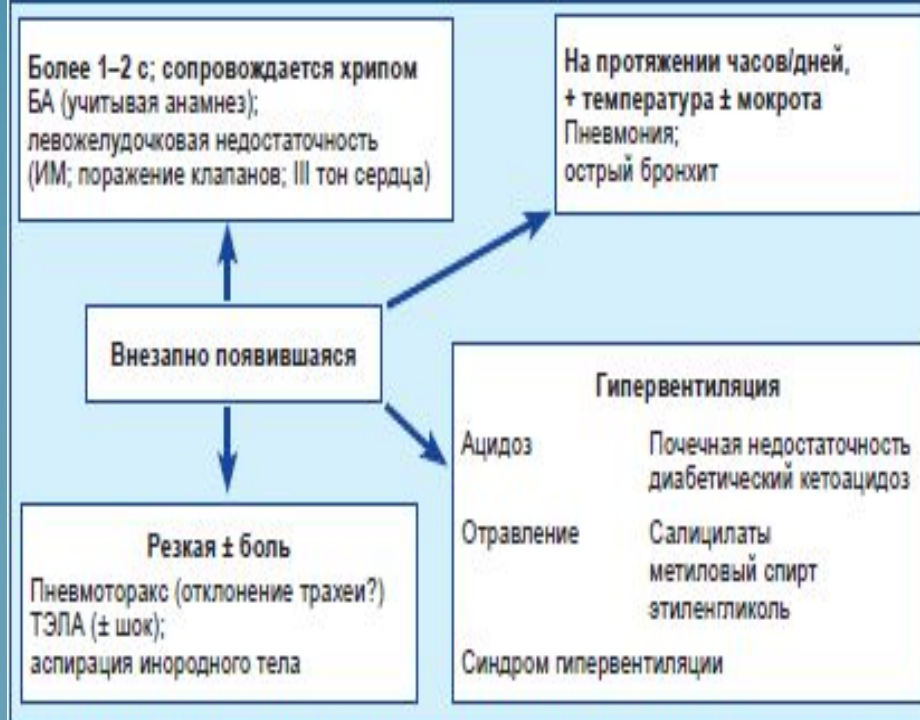 Более 1–2 с; сопровождается хрипом
БА (учитывая анамнез);
левожелудочковая недостаточность
(ИМ; поражение клапанов; III тон сердца)
На протяжении часов/дней,
+ температура ± мокрота
Пневмония;
острый бронхит
Внезапно появившаяся
Резкая ± боль
Пневмоторакс (отклонение трахеи?)
ТЭЛА (± шок);
аспирация инородного тела
Гипервентиляция
Ацидоз Почечная недостаточность
диабетический кетоацидоз
Отравление Салицилаты
метиловый спирт
этиленгликоль
Синдром гипервентиляции